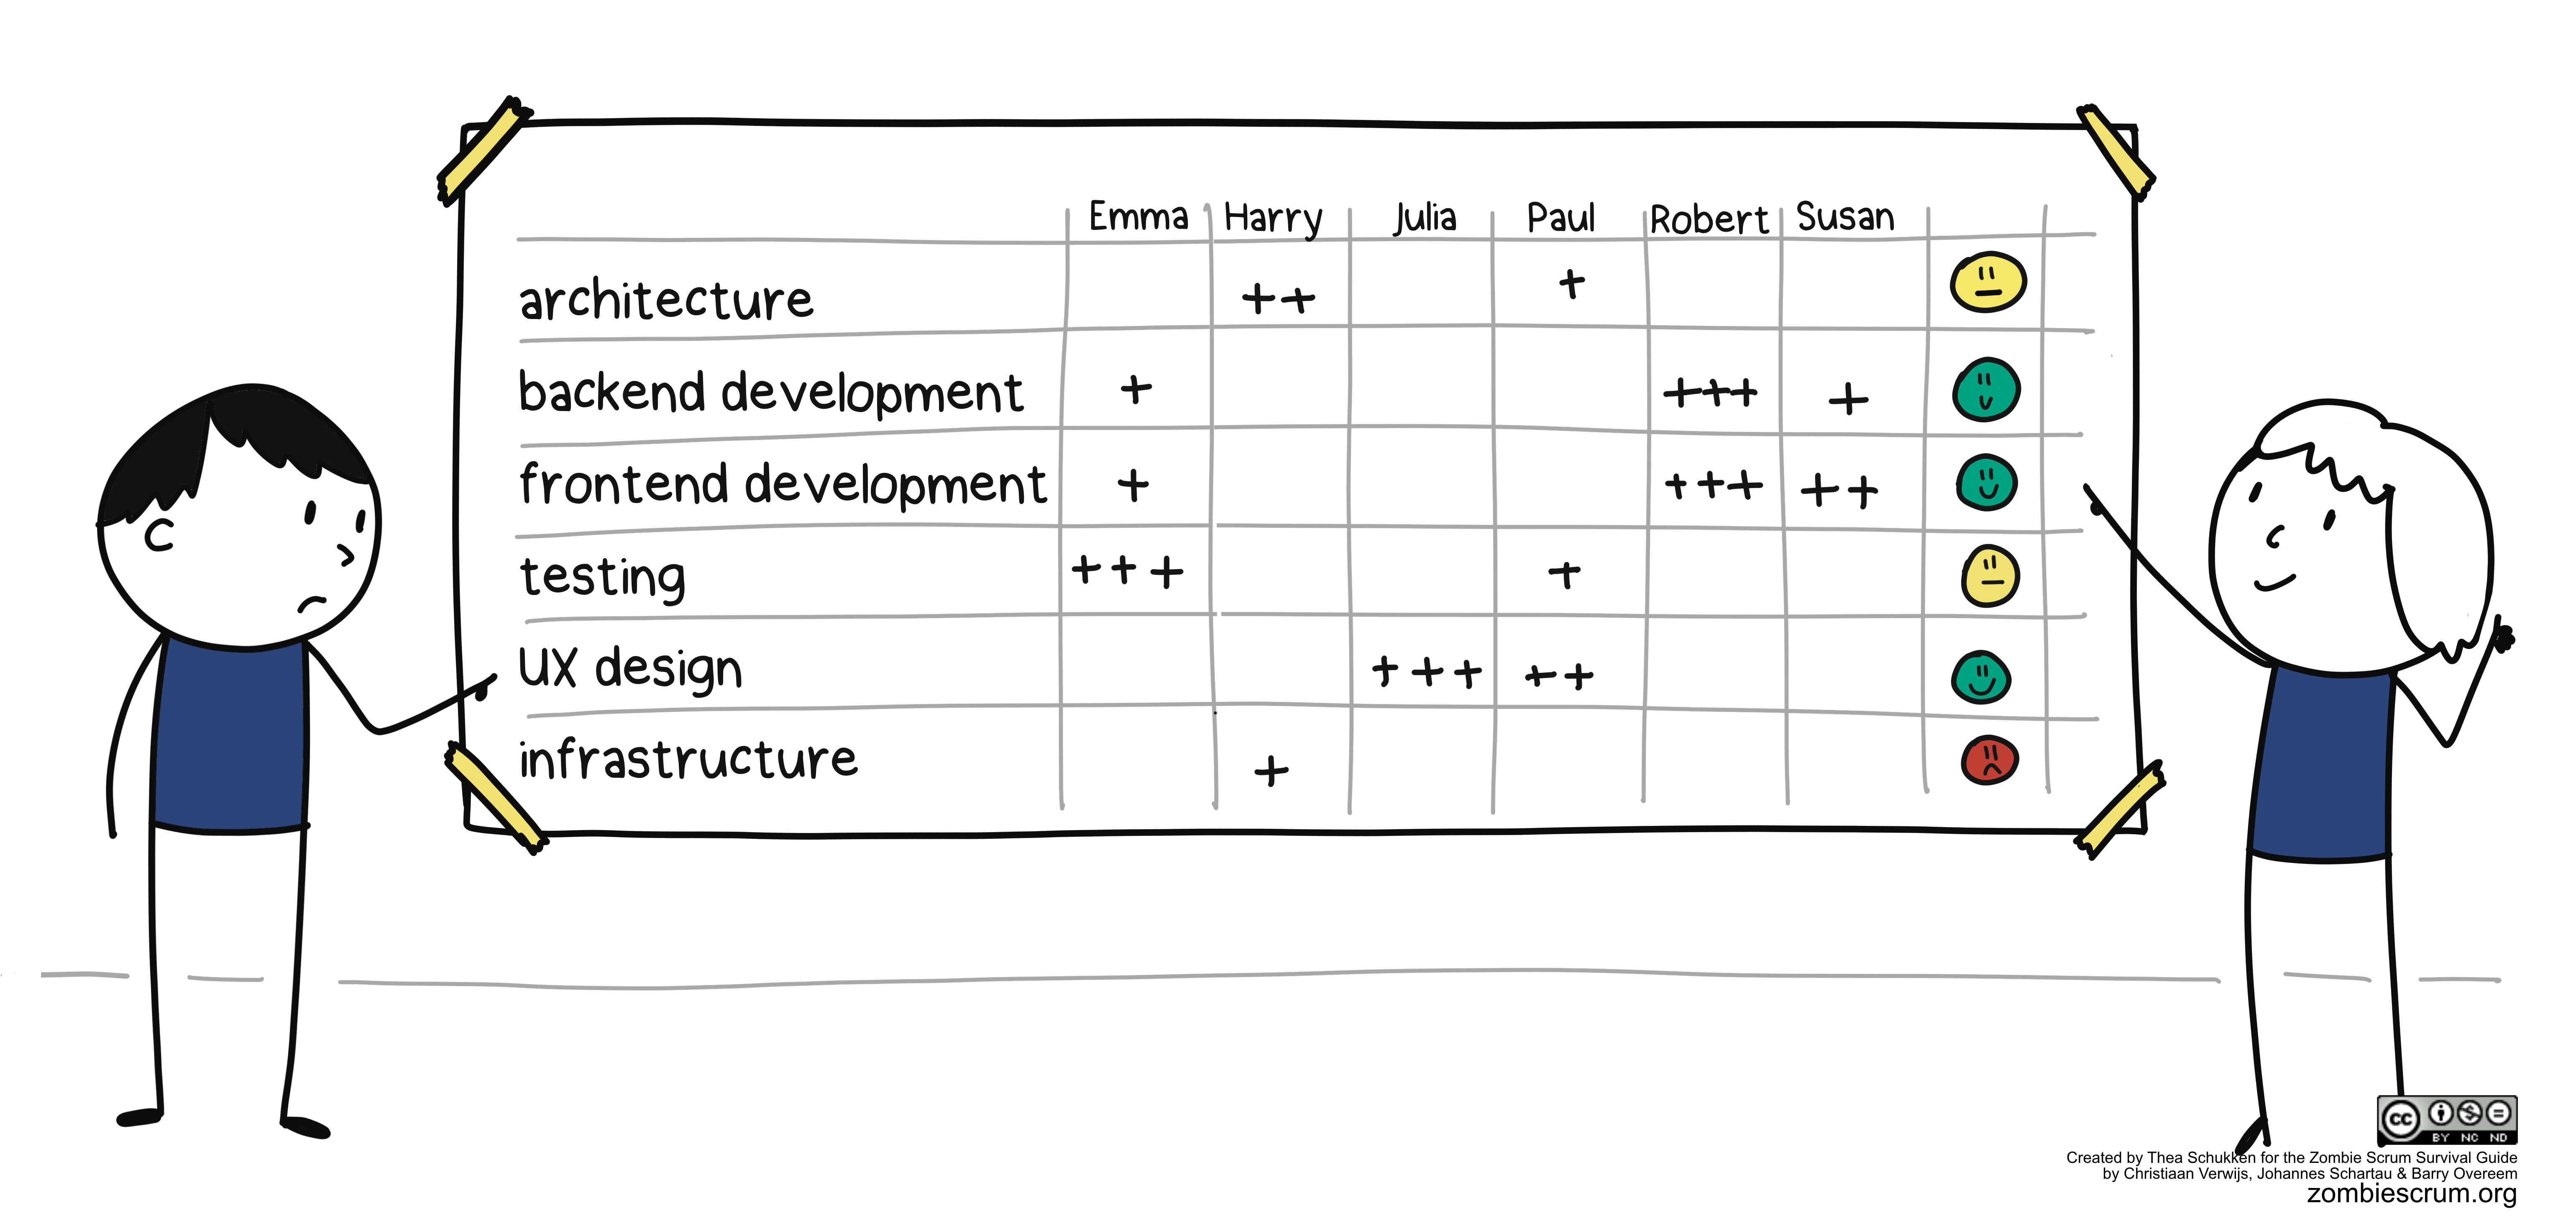 Emma Harry Julia Paul Robert Susan
architecture ++ +
backend development + +++ +
frontend development + +++ ++
testing +++ +
UX design +++ ++
infrastructure +
cc BY NC ND
Created by Thea Schukken for the Zombie Scrum Survival Guide
by Christiaan Verwijs, Johannes Schartau & Barry Overeem
zombiescrum.org